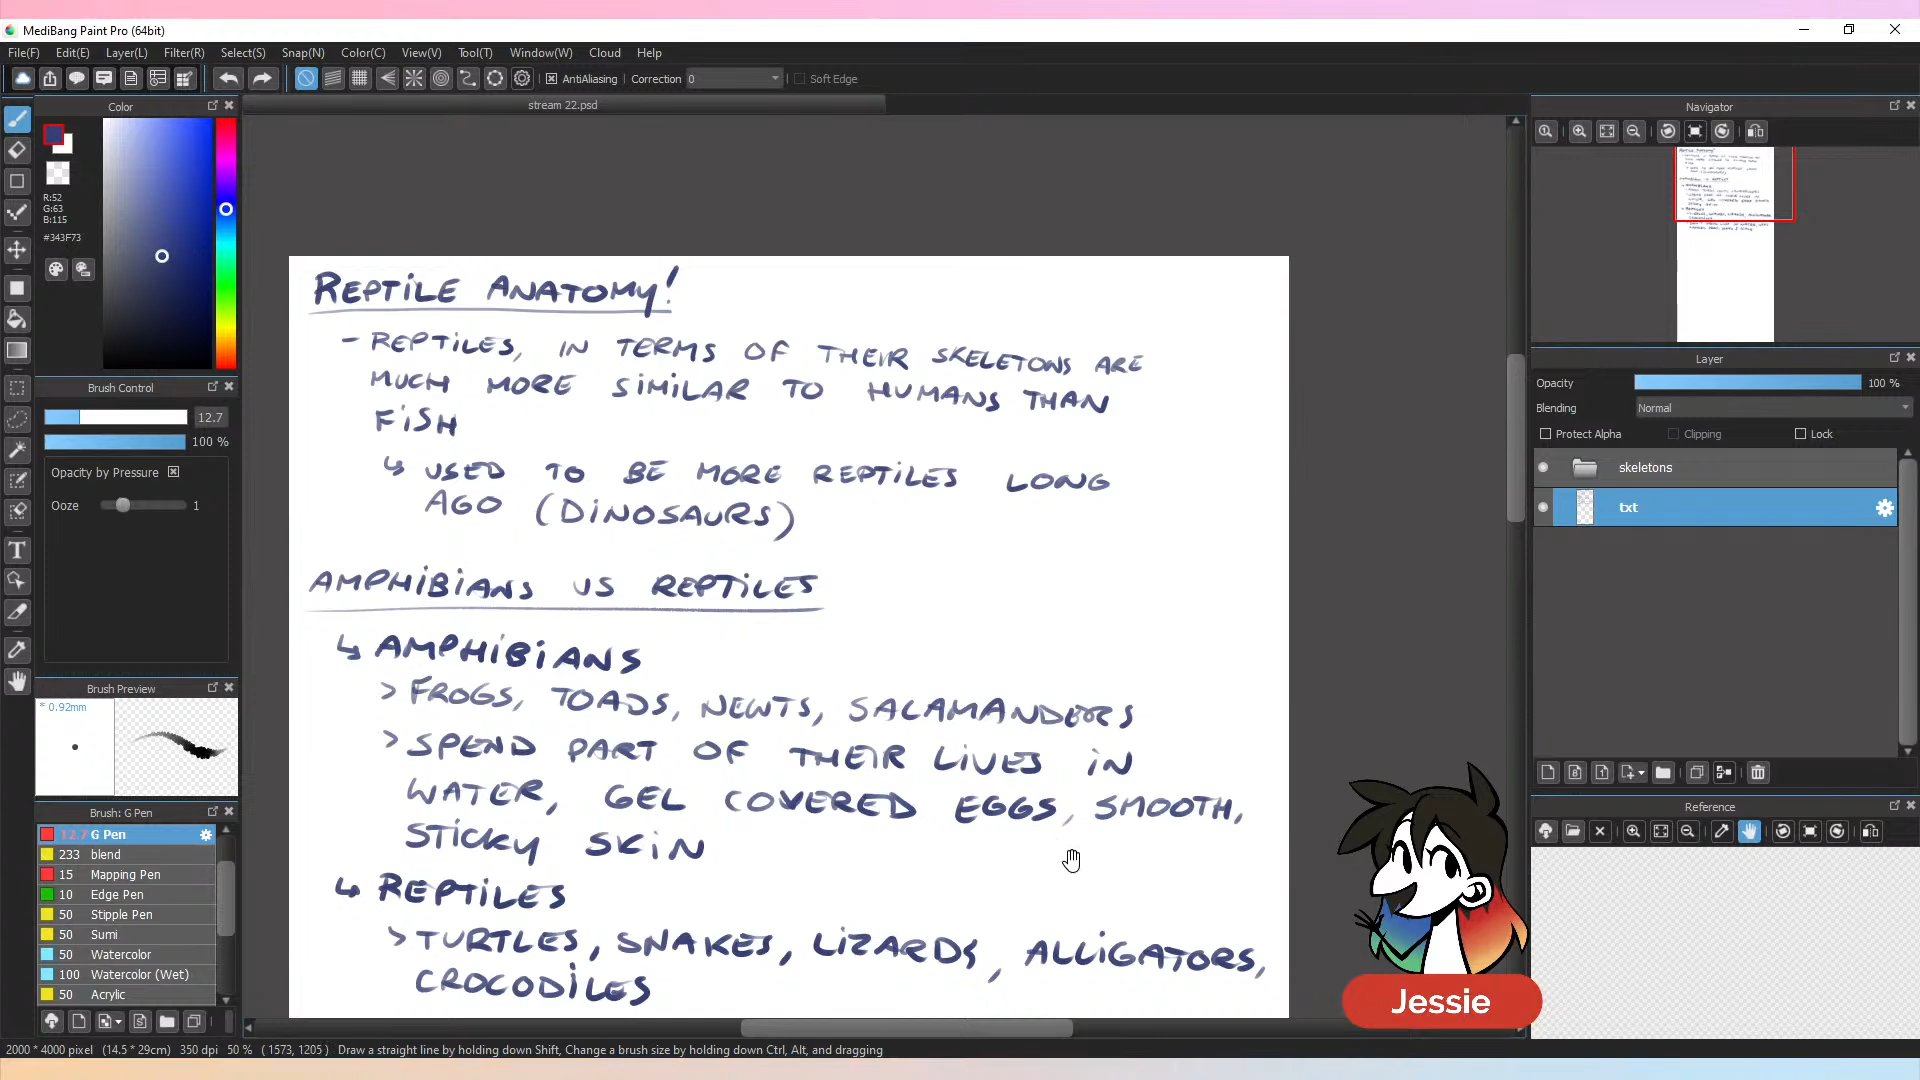 MediBang Paint Pro (64bit)
File(F) Edit(E) Layer(L) Filter(R) Select(S) Snap(N) Color(C) View(V) Tool(T) Window(W) Cloud Help
AntiAliasing Correction 0 Soft Edge
Color
stream 22.psd
Navigator
R:52
G:63
B:115
#343F73
Brush Control
12.7
100 %
Opacity by Pressure
Ooze 1
Brush Preview
* 0.92mm
Brush: G Pen
12.7 G Pen
233 blend
15 Mapping Pen
10 Edge Pen
50 Stipple Pen
50 Sumi
50 Watercolor
100 Watercolor (Wet)
50 Acrylic
REPTILE ANATOMY!
- REPTILES, IN TERMS OF THEIR SKELETONS ARE
MUCH MORE SIMILAR TO HUMANS THAN
FISH
↳ USED TO BE MORE REPTILES LONG
AGO (DINOSAURS)
AMPHIBIANS VS REPTILES
↳ AMPHIBIANS
> FROGS, TOADS, NEWTS, SALAMANDERS
> SPEND PART OF THEIR LIVES IN
WATER, GEL COVERED EGGS, SMOOTH,
STICKY SKIN
↳ REPTILES
> TURTLES, SNAKES, LIZARDS, ALLIGATORS,
CROCODILES
Layer
Opacity 100 %
Blending Normal
Protect Alpha Clipping Lock
skeletons
txt
Reference
Jessie
2000 * 4000 pixel (14.5 * 29cm) 350 dpi 50 % ( 1573, 1205 ) Draw a straight line by holding down Shift, Change a brush size by holding down Ctrl, Alt, and dragging